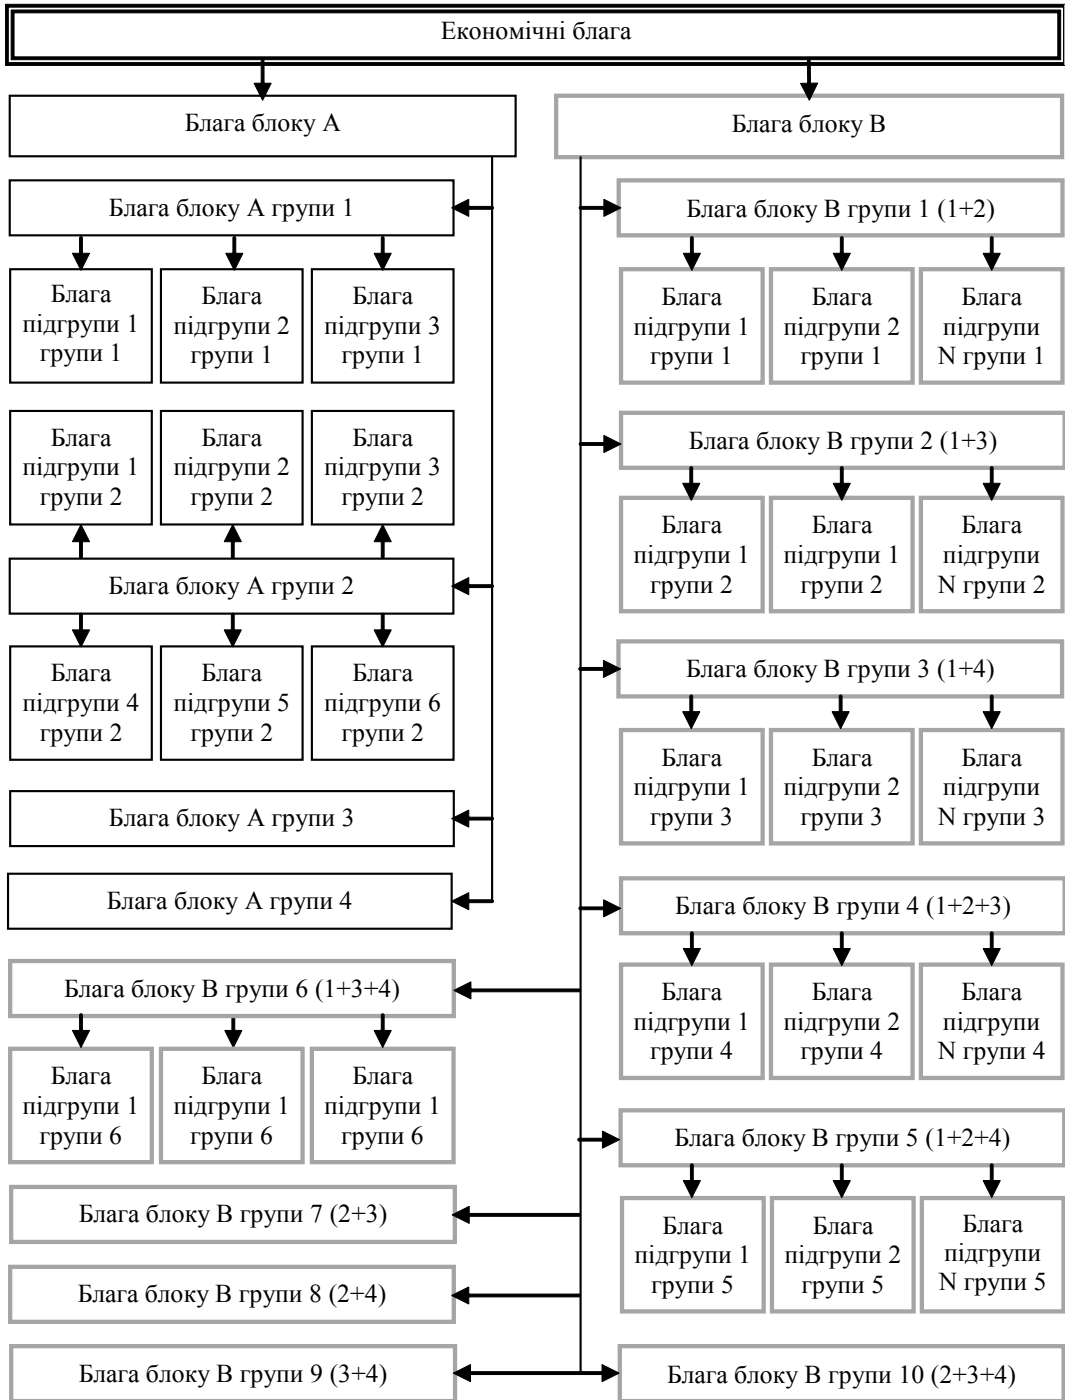 Економічні блага
Блага блоку А
Блага блоку В
Блага блоку А групи 1
Блага
підгрупи 1
групи 1
Блага
підгрупи 2
групи 1
Блага
підгрупи 3
групи 1
Блага
підгрупи 1
групи 2
Блага
підгрупи 2
групи 2
Блага
підгрупи 3
групи 2
Блага блоку А групи 2
Блага
підгрупи 4
групи 2
Блага
підгрупи 5
групи 2
Блага
підгрупи 6
групи 2
Блага блоку А групи 3
Блага блоку А групи 4
Блага блоку В групи 1 (1+2)
Блага
підгрупи 1
групи 1
Блага
підгрупи 2
групи 1
Блага
підгрупи
N групи 1
Блага блоку В групи 2 (1+3)
Блага
підгрупи 1
групи 2
Блага
підгрупи 1
групи 2
Блага
підгрупи
N групи 2
Блага блоку В групи 3 (1+4)
Блага
підгрупи 1
групи 3
Блага
підгрупи 2
групи 3
Блага
підгрупи
N групи 3
Блага блоку В групи 4 (1+2+3)
Блага
підгрупи 1
групи 4
Блага
підгрупи 2
групи 4
Блага
підгрупи
N групи 4
Блага блоку В групи 5 (1+2+4)
Блага
підгрупи 1
групи 5
Блага
підгрупи 2
групи 5
Блага
підгрупи
N групи 5
Блага блоку В групи 6 (1+3+4)
Блага
підгрупи 1
групи 6
Блага
підгрупи 1
групи 6
Блага
підгрупи 1
групи 6
Блага блоку В групи 7 (2+3)
Блага блоку В групи 8 (2+4)
Блага блоку В групи 9 (3+4)
Блага блоку В групи 10 (2+3+4)